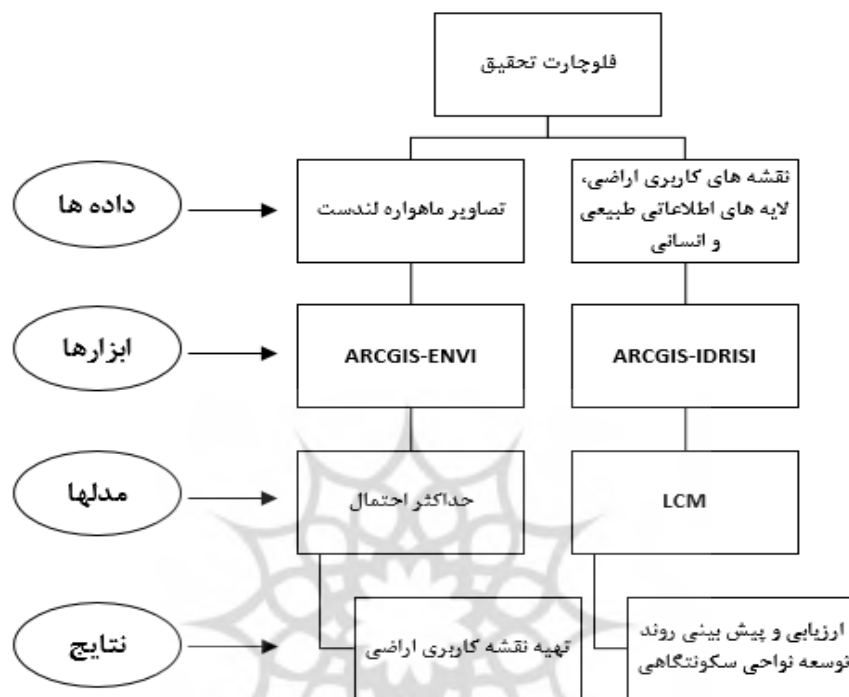 فلوچارت تحقیق
نقشه های کاربری اراضی،
لایه های اطلاعاتی طبیعی
و انسانی
تصاویر ماهواره لندست
داده ها
ARCGIS-IDRISI
ARCGIS-ENVI
ابزارها
LCM
حداکثر احتمال
مدلها
ارزیابی و پیش بینی روند
توسعه نواحی سکونتگاهی
تهیه نقشه کاربری اراضی
نتایج